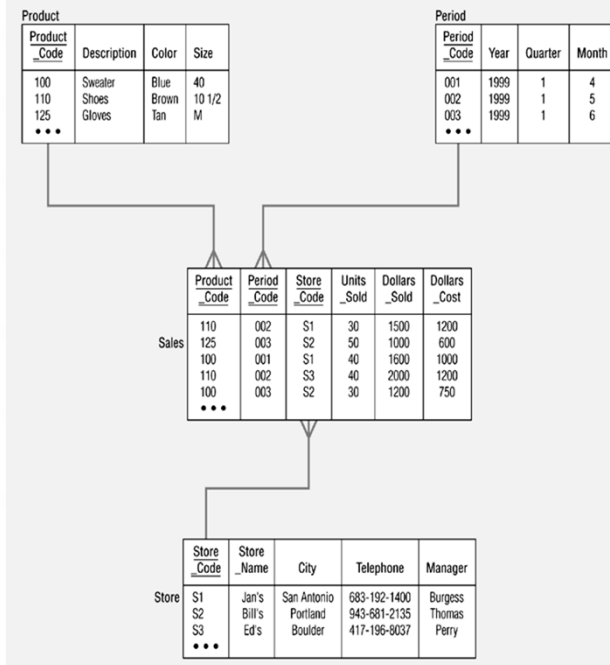 Product
Product
_Code Description Color Size
100 Sweater Blue 40
110 Shoes Brown 10 1/2
125 Gloves Tan M
• • •
Period
Period
_Code Year Quarter Month
001 1999 1 4
002 1999 1 5
003 1999 1 6
• • •
Sales
Product Period Store Units Dollars Dollars
_Code _Code _Code _Sold _Sold _Cost
110 002 S1 30 1500 1200
125 003 S2 50 1000 600
100 001 S1 40 1600 1000
110 002 S3 40 2000 1200
100 003 S2 30 1200 750
• • •
Store
Store Store
_Code _Name City Telephone Manager
S1 Jan's San Antonio 683-192-1400 Burgess
S2 Bill's Portland 943-681-2135 Thomas
S3 Ed's Boulder 417-196-8037 Perry
• • •